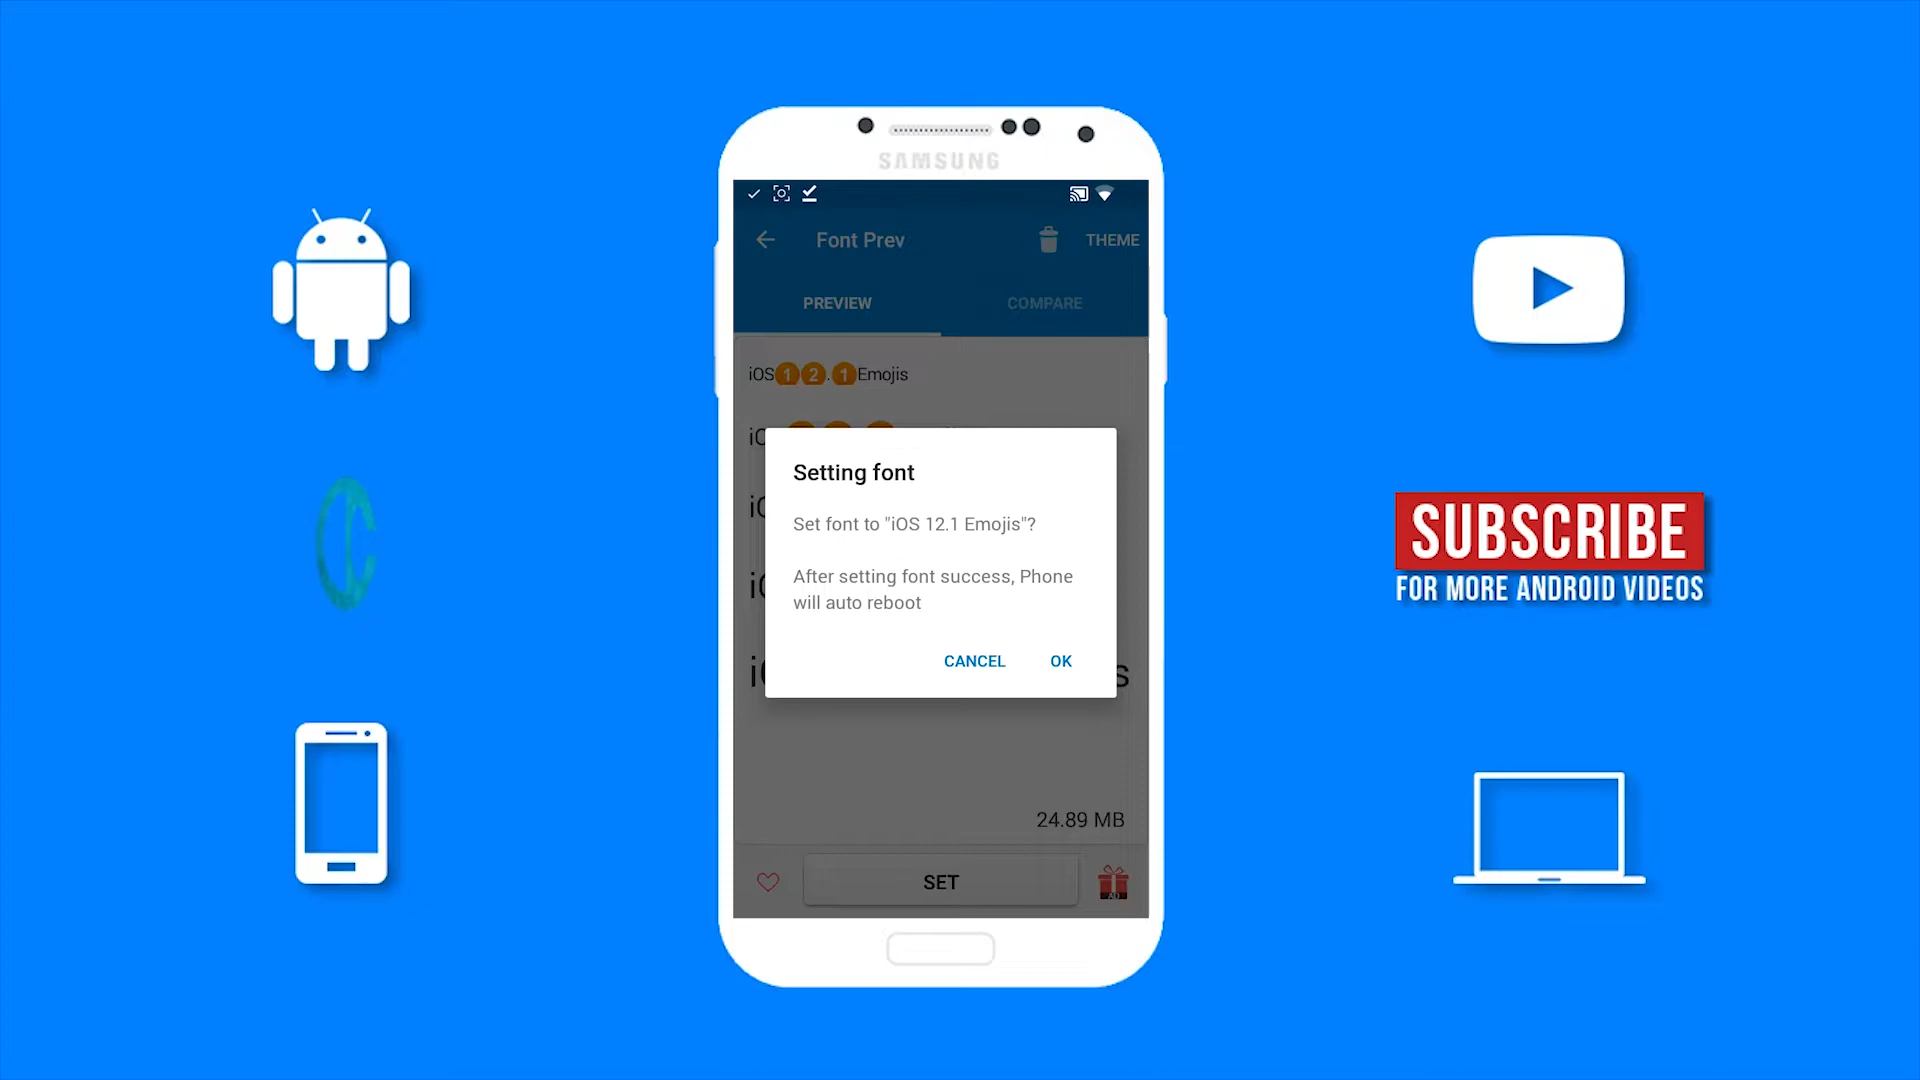 SAMSUNG
Font Prev
THEME
PREVIEW
COMPARE
iOS12.1Emojis
Setting font
Set font to "iOS 12.1 Emojis"?
After setting font success, Phone
will auto reboot
CANCEL
OK
24.89 MB
SET
AD
SUBSCRIBE
FOR MORE ANDROID VIDEOS